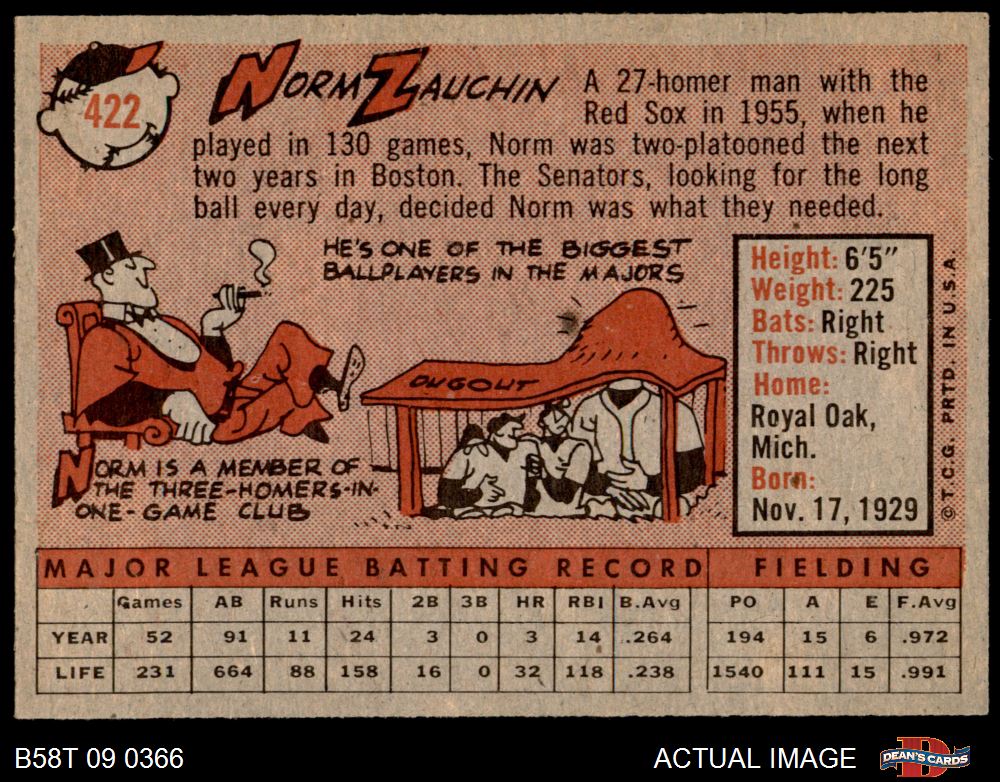 422
NORM ZAUCHIN
A 27-homer man with the
Red Sox in 1955, when he
played in 130 games, Norm was two-platooned the next
two years in Boston. The Senators, looking for the long
ball every day, decided Norm was what they needed.
HE'S ONE OF THE BIGGEST
BALLPLAYERS IN THE MAJORS
DUGOUT
NORM IS A MEMBER OF
THE THREE-HOMERS-IN-
ONE-GAME CLUB
Height: 6'5"
Weight: 225
Bats: Right
Throws: Right
Home:
Royal Oak,
Mich.
Born:
Nov. 17, 1929
©T.C.G. PRTD. IN U.S.A.
MAJOR LEAGUE BATTING RECORD FIELDING
Games AB Runs Hits 2B 3B HR RBI B.Avg PO A E F.Avg
YEAR 52 91 11 24 3 0 3 14 .264 194 15 6 .972
LIFE 231 664 88 158 16 0 32 118 .238 1540 111 15 .991
B58T 09 0366
ACTUAL IMAGE
DEAN'S CARDS